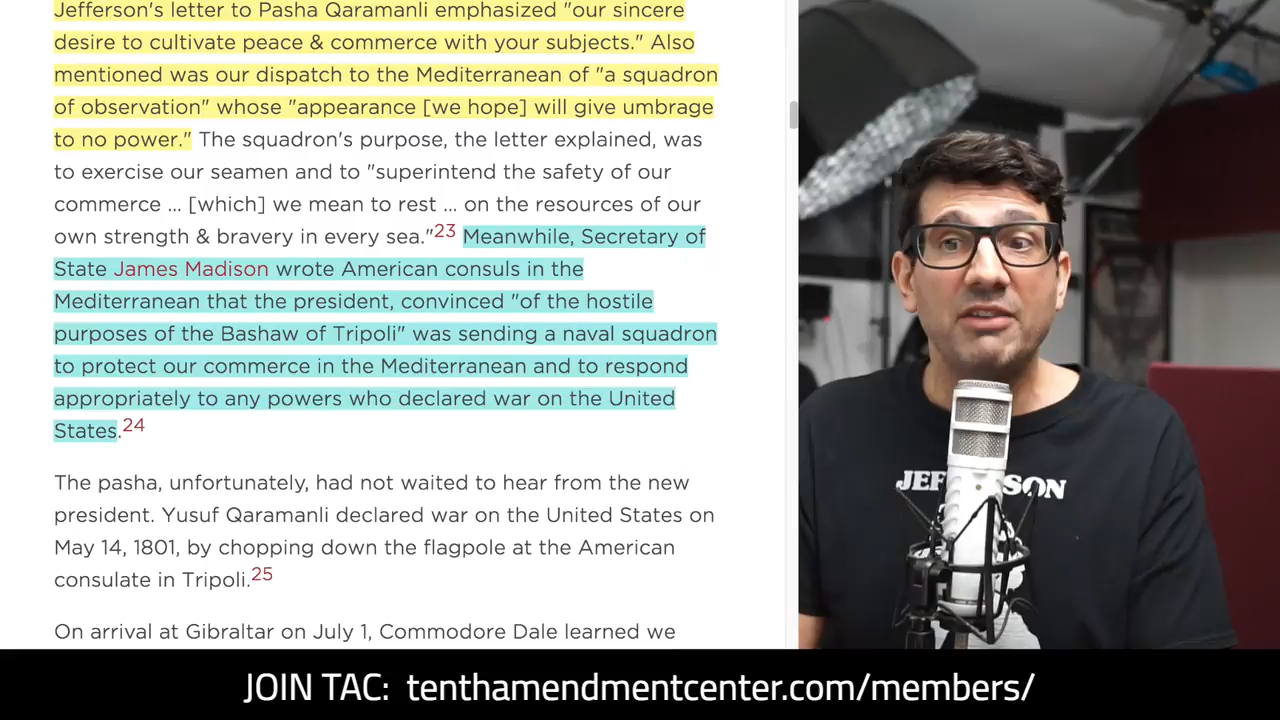 Jefferson's letter to Pasha Qaramanli emphasized "our sincere
desire to cultivate peace & commerce with your subjects." Also
mentioned was our dispatch to the Mediterranean of "a squadron
of observation" whose "appearance [we hope] will give umbrage
to no power." The squadron's purpose, the letter explained, was
to exercise our seamen and to "superintend the safety of our
commerce ... [which] we mean to rest ... on the resources of our
own strength & bravery in every sea."23 Meanwhile, Secretary of
State James Madison wrote American consuls in the
Mediterranean that the president, convinced "of the hostile
purposes of the Bashaw of Tripoli" was sending a naval squadron
to protect our commerce in the Mediterranean and to respond
appropriately to any powers who declared war on the United
States.24
The pasha, unfortunately, had not waited to hear from the new
president. Yusuf Qaramanli declared war on the United States on
May 14, 1801, by chopping down the flagpole at the American
consulate in Tripoli.25
On arrival at Gibraltar on July 1, Commodore Dale learned we
JOIN TAC: tenthamendmentcenter.com/members/